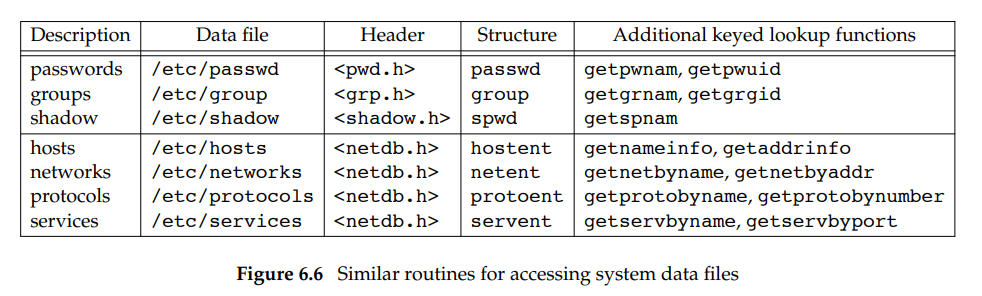 Description Data file Header Structure Additional keyed lookup functions
passwords /etc/passwd <pwd.h> passwd getpwnam, getpwuid
groups /etc/group <grp.h> group getgrnam, getgrgid
shadow /etc/shadow <shadow.h> spwd getspnam
hosts /etc/hosts <netdb.h> hostent getnameinfo, getaddrinfo
networks /etc/networks <netdb.h> netent getnetbyname, getnetbyaddr
protocols /etc/protocols <netdb.h> protoent getprotobyname, getprotobynumber
services /etc/services <netdb.h> servent getservbyname, getservbyport
Figure 6.6 Similar routines for accessing system data files